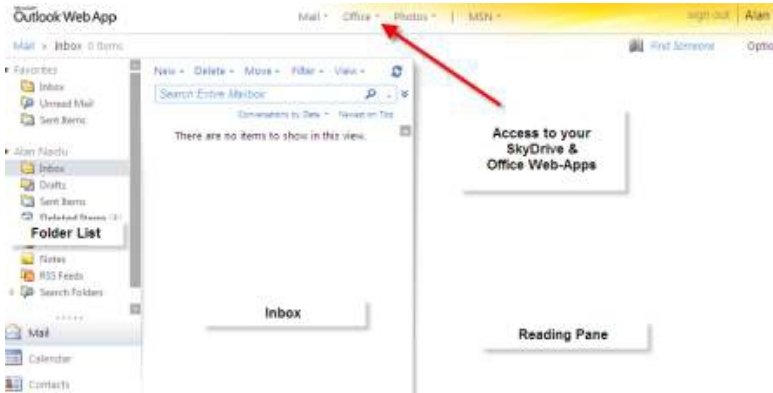 Microsoft
Outlook Web App
Mail Office Photos | MSN
sign out Alan
Mail > Inbox 0 Items
Find Someone Optio
Favorites
Inbox
Unread Mail
Sent Items
Alan Naidu
Inbox
Drafts
Sent Items
Deleted Items
Folder List
Notes
RSS Feeds
Search Folders
Mail
Calendar
Contacts
New Delete Move Filter View
Search Entire Mailbox
Conversations by Date Newest on Top
There are no items to show in this view.
Inbox
Access to your
SkyDrive &
Office Web-Apps
Reading Pane